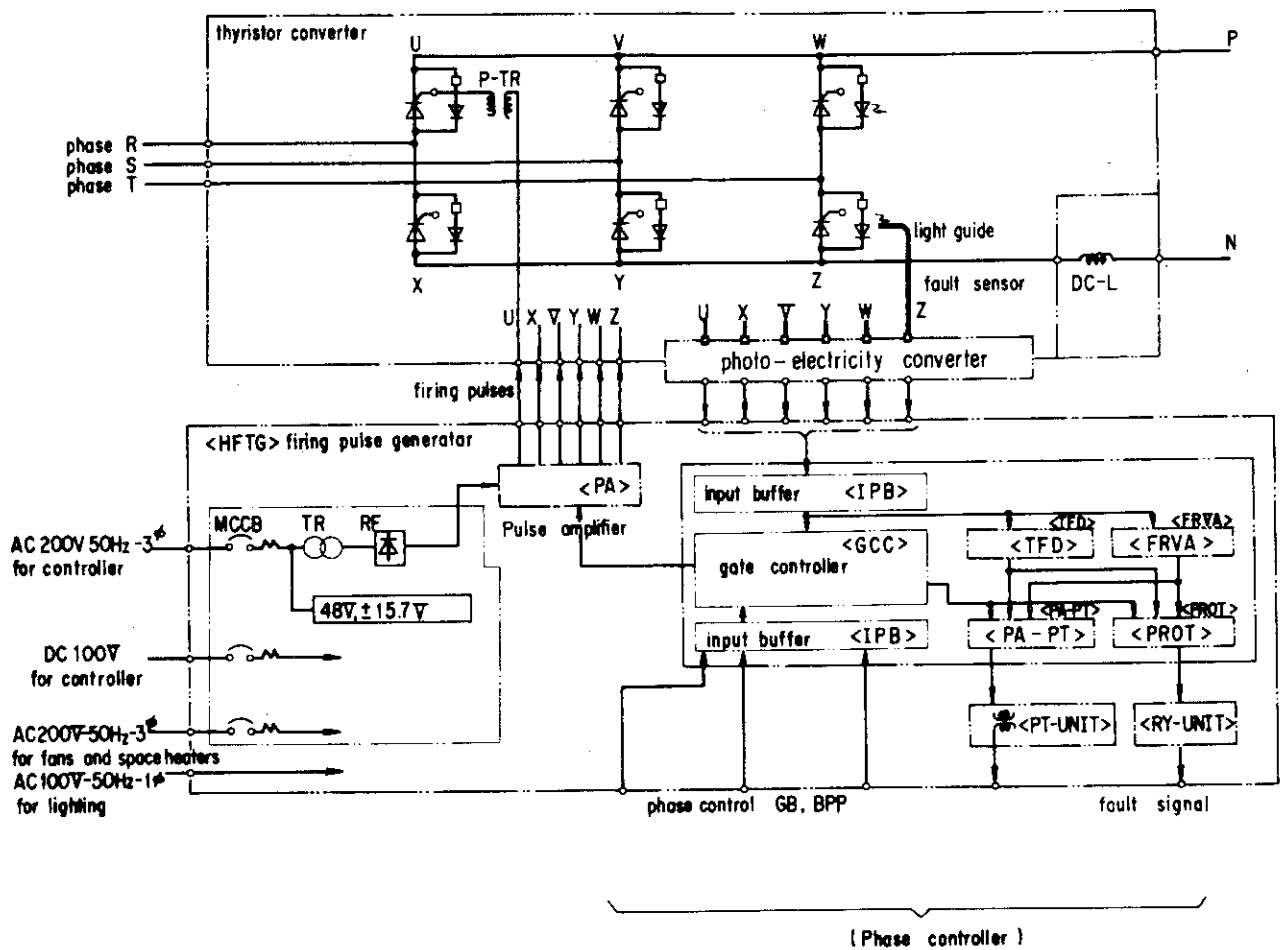 thyristor converter
U
V
W
P
P-TR
phase R
phase S
phase T
light guide
N
X
Y
Z
fault sensor
DC-L
U X V Y W Z
U X V Y W Z
photo-electricity converter
firing pulses
<HFTG> firing pulse generator
<PA>
Pulse amplifier
input buffer <IPB>
MCCB TR RF
<TFD> <FRVA>
AC 200V 50Hz-3φ
for controller
<GCC>
gate controller
<TFD>
<FRVA>
48V, ±15.7V
<PA-PT> <PROT>
input buffer <IPB>
<PA-PT>
<PROT>
DC 100V
for controller
<PT-UNIT>
<RY-UNIT>
AC200V-50Hz-3φ
for fans and space heaters
AC100V-50Hz-1φ
for lighting
phase control GB, BPP
fault signal
(Phase controller)